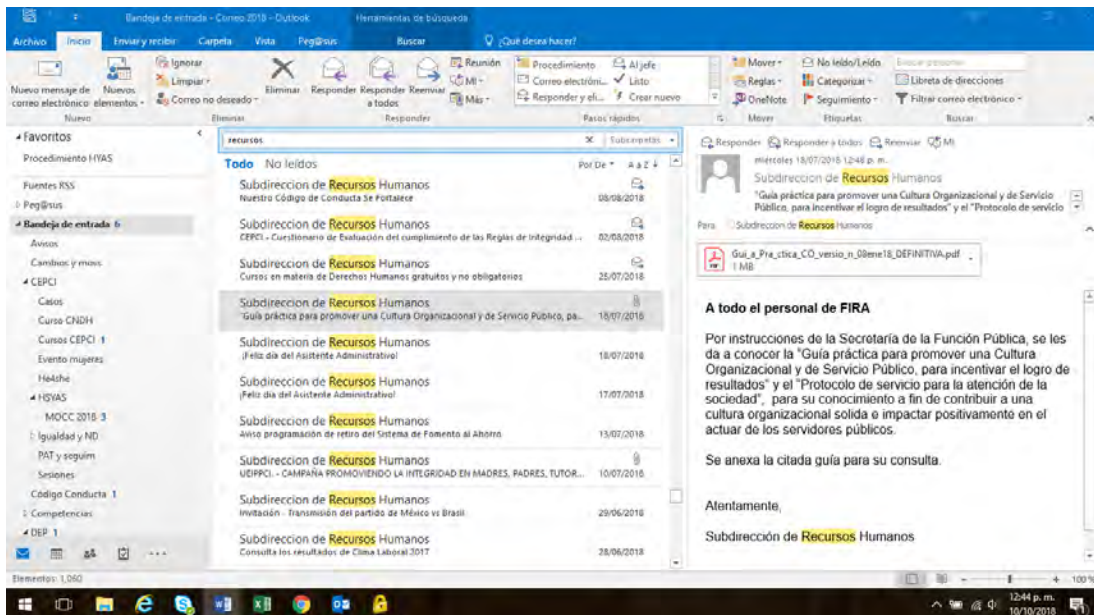 Bandeja de entrada - Correo 2018 - Outlook
Herramientas de búsqueda
Archivo
Inicio
Enviar y recibir
Carpeta
Vista
Peg@sus
Buscar
¿Qué desea hacer?
Nuevo mensaje de correo electrónico
Nuevos elementos
Ignorar
Limpiar
Correo no deseado
Eliminar
Responder
Responder a todos
Reenviar
Reunión
MI
Más
Procedimiento
Correo electróni...
Responder y eli...
Al jefe
Listo
Crear nuevo
Mover
Reglas
OneNote
No leído/Leído
Categorizar
Seguimiento
Buscar personas
Libreta de direcciones
Filtrar correo electrónico
Nuevo
Eliminar
Responder
Pasos rápidos
Mover
Etiquetas
Buscar
Favoritos
Procedimiento HYAS
Fuentes RSS
Peg@sus
Bandeja de entrada 6
Avisos
Cambios y movs
CEPCI
Casos
Curso CNDH
Cursos CEPCI 1
Evento mujeres
He4she
HSYAS
MOCC 2018 3
Igualdad y ND
PAT y seguim
Sesiones
Código Conducta 1
Competencias
DEP 1
recursos
Subcarpetas
Todo No leídos
Por De A a Z
Subdireccion de Recursos Humanos
Nuestro Código de Conducta Se Fortalece 08/08/2018
Subdireccion de Recursos Humanos
CEPCI - Cuestionario de Evaluación del cumplimiento de las Reglas de Integridad ... 02/08/2018
Subdireccion de Recursos Humanos
Cursos en materia de Derechos Humanos gratuitos y no obligatorios 25/07/2018
Subdireccion de Recursos Humanos
"Guía práctica para promover una Cultura Organizacional y de Servicio Público, pa... 18/07/2018
Subdireccion de Recursos Humanos
¡Feliz día del Asistente Administrativo! 18/07/2018
Subdireccion de Recursos Humanos
¡Feliz día del Asistente Administrativo! 17/07/2018
Subdireccion de Recursos Humanos
Aviso programación de retiro del Sistema de Fomento al Ahorro 13/07/2018
Subdireccion de Recursos Humanos
UDIPPCI. - CAMPAÑA PROMOVIENDO LA INTEGRIDAD EN MADRES, PADRES, TUTOR... 10/07/2018
Subdireccion de Recursos Humanos
Invitación - Transmisión del partido de México vs Brasil 29/06/2018
Subdireccion de Recursos Humanos
Consulta los resultados de Clima Laboral 2017 28/06/2018
Responder Responder a todos Reenviar MI
miércoles 18/07/2018 12:48 p. m.
Subdireccion de Recursos Humanos
"Guía práctica para promover una Cultura Organizacional y de Servicio
Público, para incentivar el logro de resultados" y el "Protocolo de servicio
Para Subdireccion de Recursos Humanos
Gui_a_Pra_ctica_CO_versio_n_08ene18_DEFINITIVA.pdf
1 MB
A todo el personal de FIRA
Por instrucciones de la Secretaría de la Función Pública, se les
da a conocer la "Guía práctica para promover una Cultura
Organizacional y de Servicio Público, para incentivar el logro de
resultados" y el "Protocolo de servicio para la atención de la
sociedad", para su conocimiento a fin de contribuir a una
cultura organizacional solida e impactar positivamente en el
actuar de los servidores públicos.
Se anexa la citada guía para su consulta.
Atentamente,
Subdirección de Recursos Humanos
Elementos: 1,060
100 %
12:44 p. m.
10/10/2018